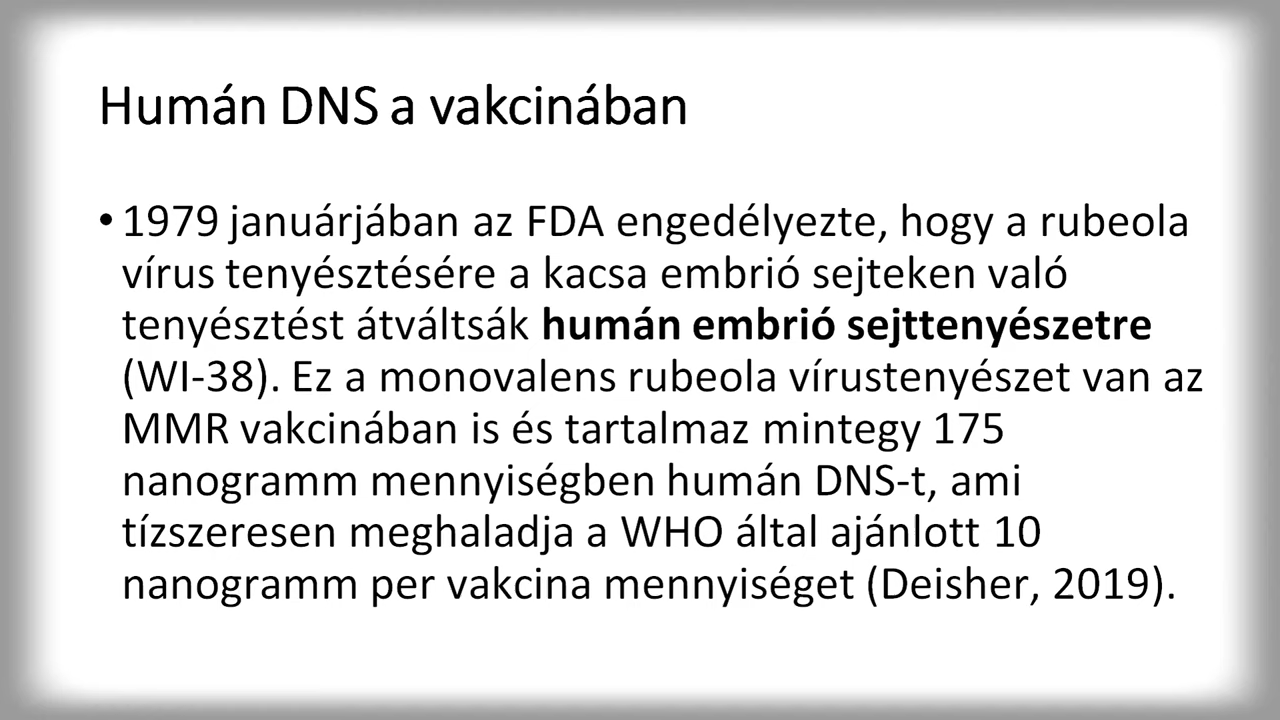 Humán DNS a vakcinában
• 1979 januárjában az FDA engedélyezte, hogy a rubeola
vírus tenyésztésére a kacsa embrió sejteken való
tenyésztést átváltsák humán embrió sejttenyészetre
(WI-38). Ez a monovalens rubeola vírustenyészet van az
MMR vakcinában is és tartalmaz mintegy 175
nanogramm mennyiségben humán DNS-t, ami
tízszeresen meghaladja a WHO által ajánlott 10
nanogramm per vakcina mennyiséget (Deisher, 2019).